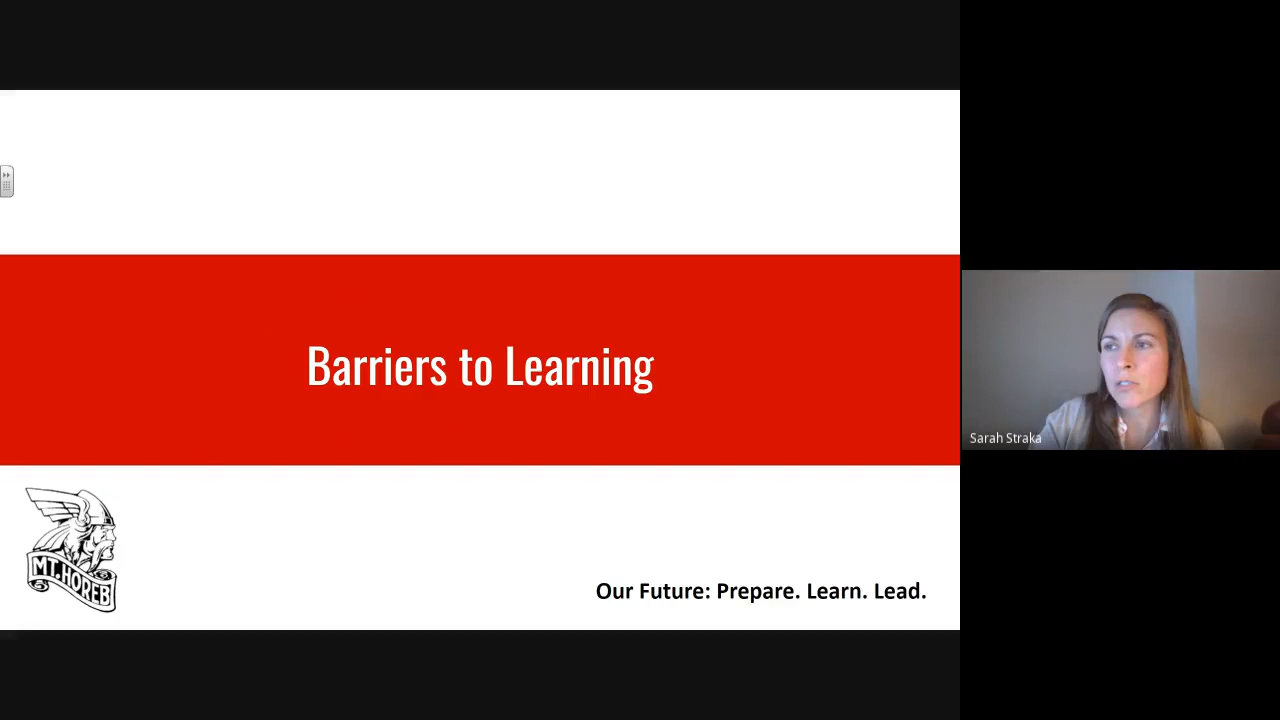 Barriers to Learning
Sarah Straka
MT. HOREB
Our Future: Prepare. Learn. Lead.